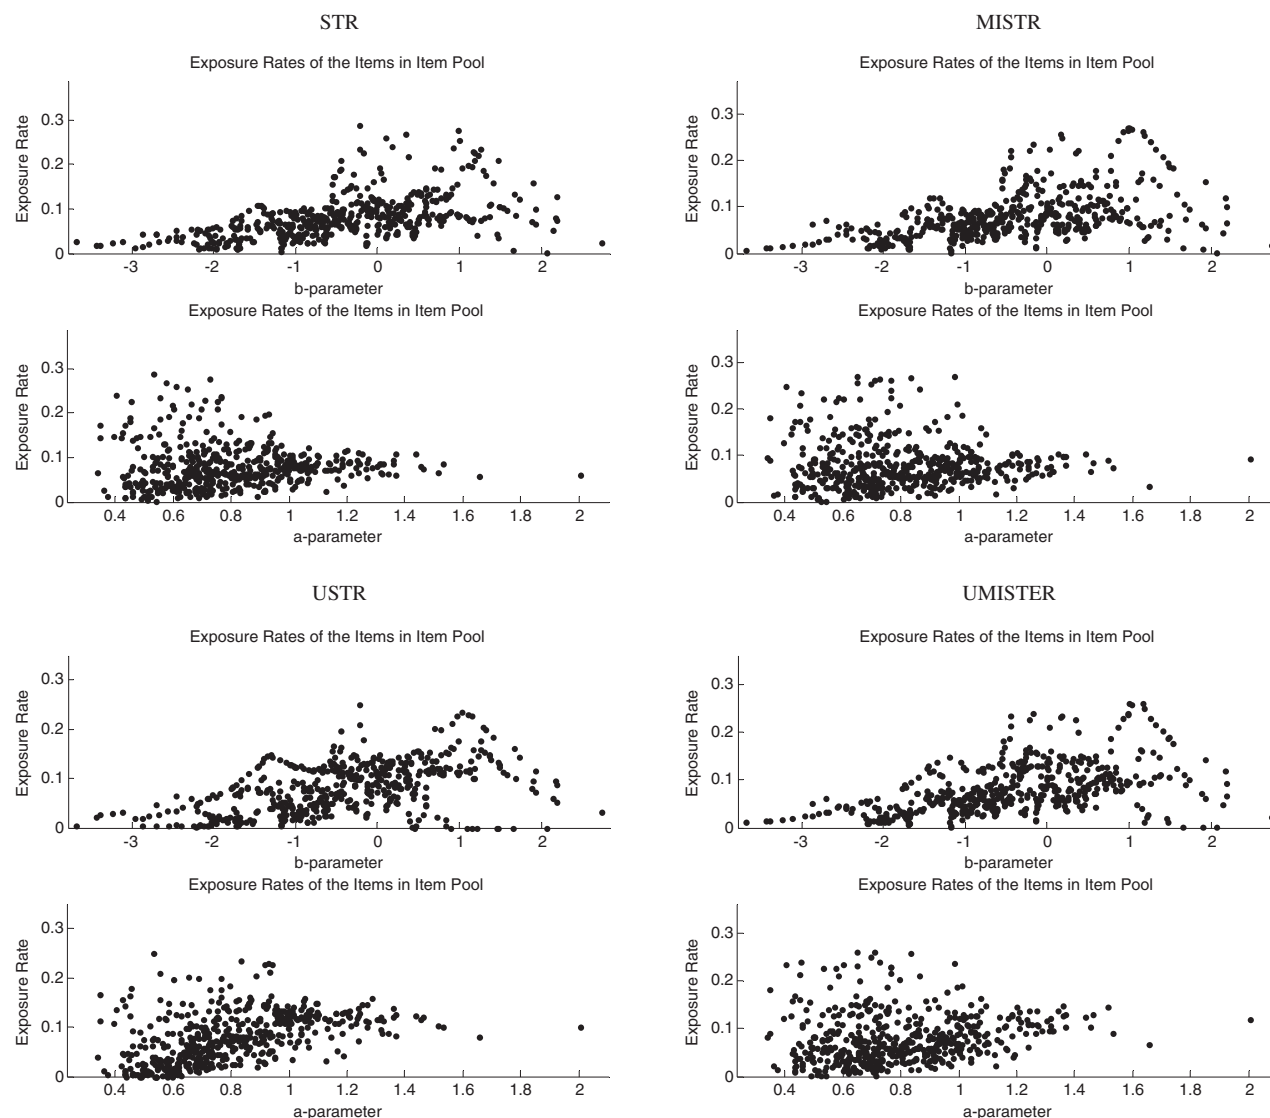 STR
Exposure Rates of the Items in Item Pool
Exposure Rate
0.3
0.2
0.1
0
-3 -2 -1 0 1 2
b-parameter
Exposure Rates of the Items in Item Pool
Exposure Rate
0.3
0.2
0.1
0
0.4 0.6 0.8 1 1.2 1.4 1.6 1.8 2
a-parameter
MISTR
Exposure Rates of the Items in Item Pool
Exposure Rate
0.3
0.2
0.1
0
-3 -2 -1 0 1 2
b-parameter
Exposure Rates of the Items in Item Pool
Exposure Rate
0.3
0.2
0.1
0
0.4 0.6 0.8 1 1.2 1.4 1.6 1.8 2
a-parameter
USTR
Exposure Rates of the Items in Item Pool
Exposure Rate
0.3
0.2
0.1
0
-3 -2 -1 0 1 2
b-parameter
Exposure Rates of the Items in Item Pool
Exposure Rate
0.3
0.2
0.1
0
0.4 0.6 0.8 1 1.2 1.4 1.6 1.8 2
a-parameter
UMISTER
Exposure Rates of the Items in Item Pool
Exposure Rate
0.3
0.2
0.1
0
-3 -2 -1 0 1 2
b-parameter
Exposure Rates of the Items in Item Pool
Exposure Rate
0.3
0.2
0.1
0
0.4 0.6 0.8 1 1.2 1.4 1.6 1.8 2
a-parameter